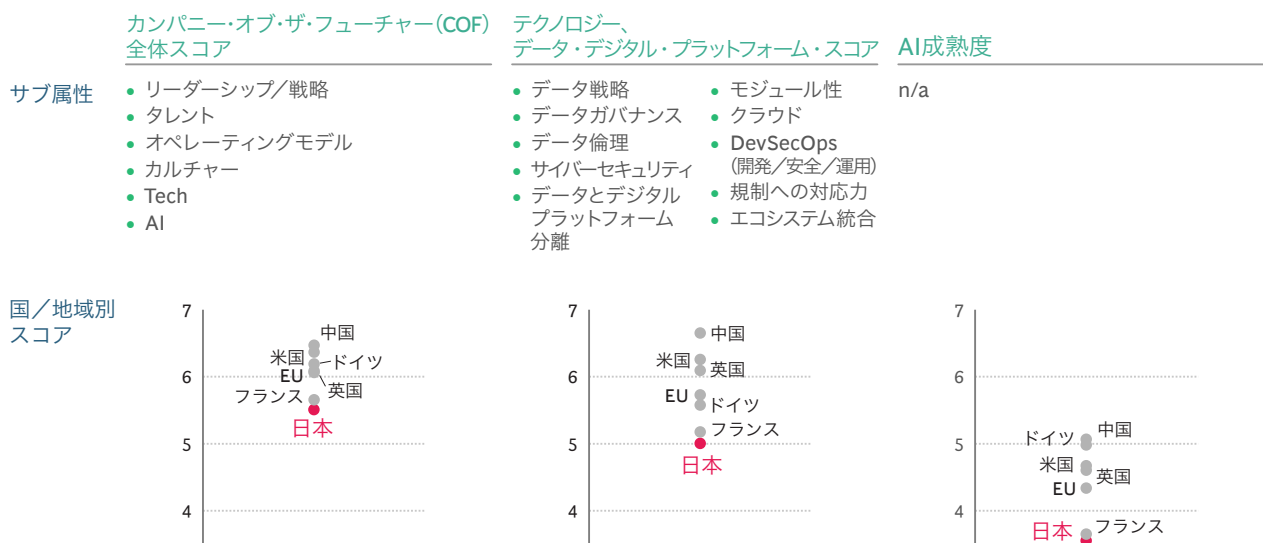 カンパニー・オブ・ザ・フューチャー（COF）
全体スコア
テクノロジー、
データ・デジタル・プラットフォーム・スコア
AI成熟度
サブ属性
• リーダーシップ／戦略
• タレント
• オペレーティングモデル
• カルチャー
• Tech
• AI
• データ戦略
• データガバナンス
• データ倫理
• サイバーセキュリティ
• データとデジタル
プラットフォーム
分離
• モジュール性
• クラウド
• DevSecOps
（開発／安全／運用）
• 規制への対応力
• エコシステム統合
n/a
国／地域別
スコア
7
中国
米国
ドイツ
EU
6
英国
フランス
日本
5
4
7
中国
米国
英国
6
EU
ドイツ
フランス
5
日本
4
7
6
中国
ドイツ
5
米国
英国
EU
4
フランス
日本